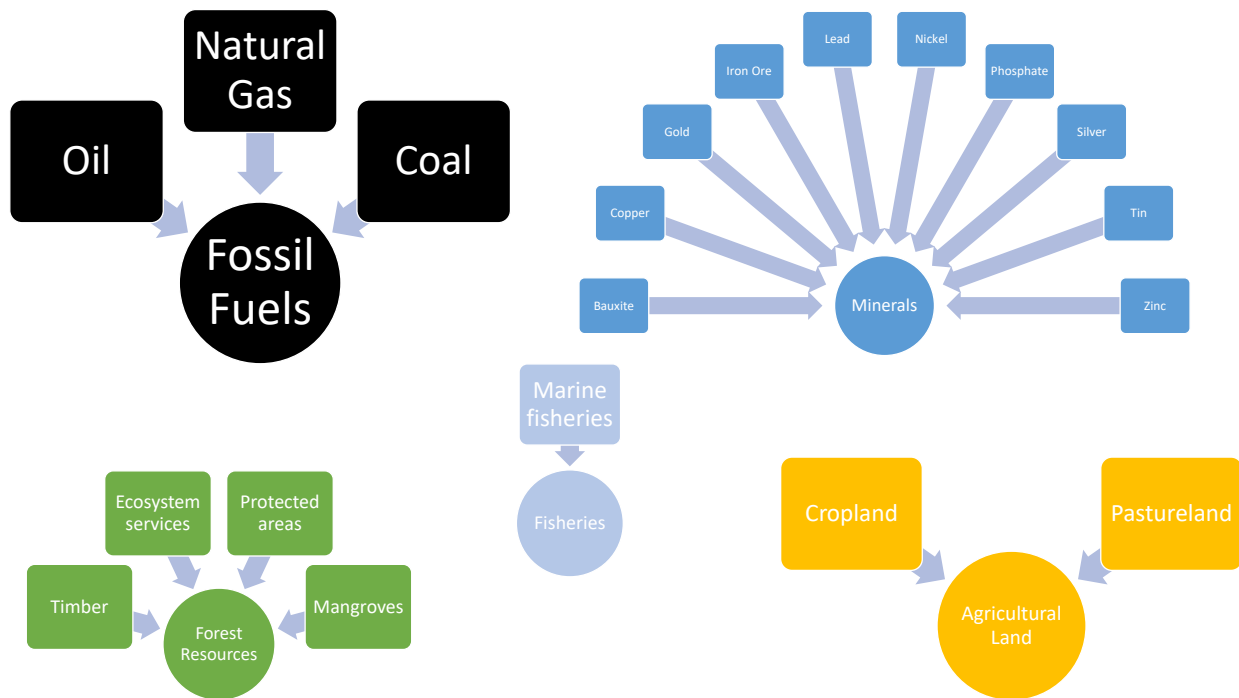 Natural
Gas
Oil
Coal
Fossil
Fuels
Lead
Nickel
Iron Ore
Phosphate
Gold
Silver
Copper
Tin
Bauxite
Minerals
Zinc
Marine
fisheries
Fisheries
Ecosystem
services
Protected
areas
Timber
Mangroves
Forest
Resources
Cropland
Pastureland
Agricultural
Land